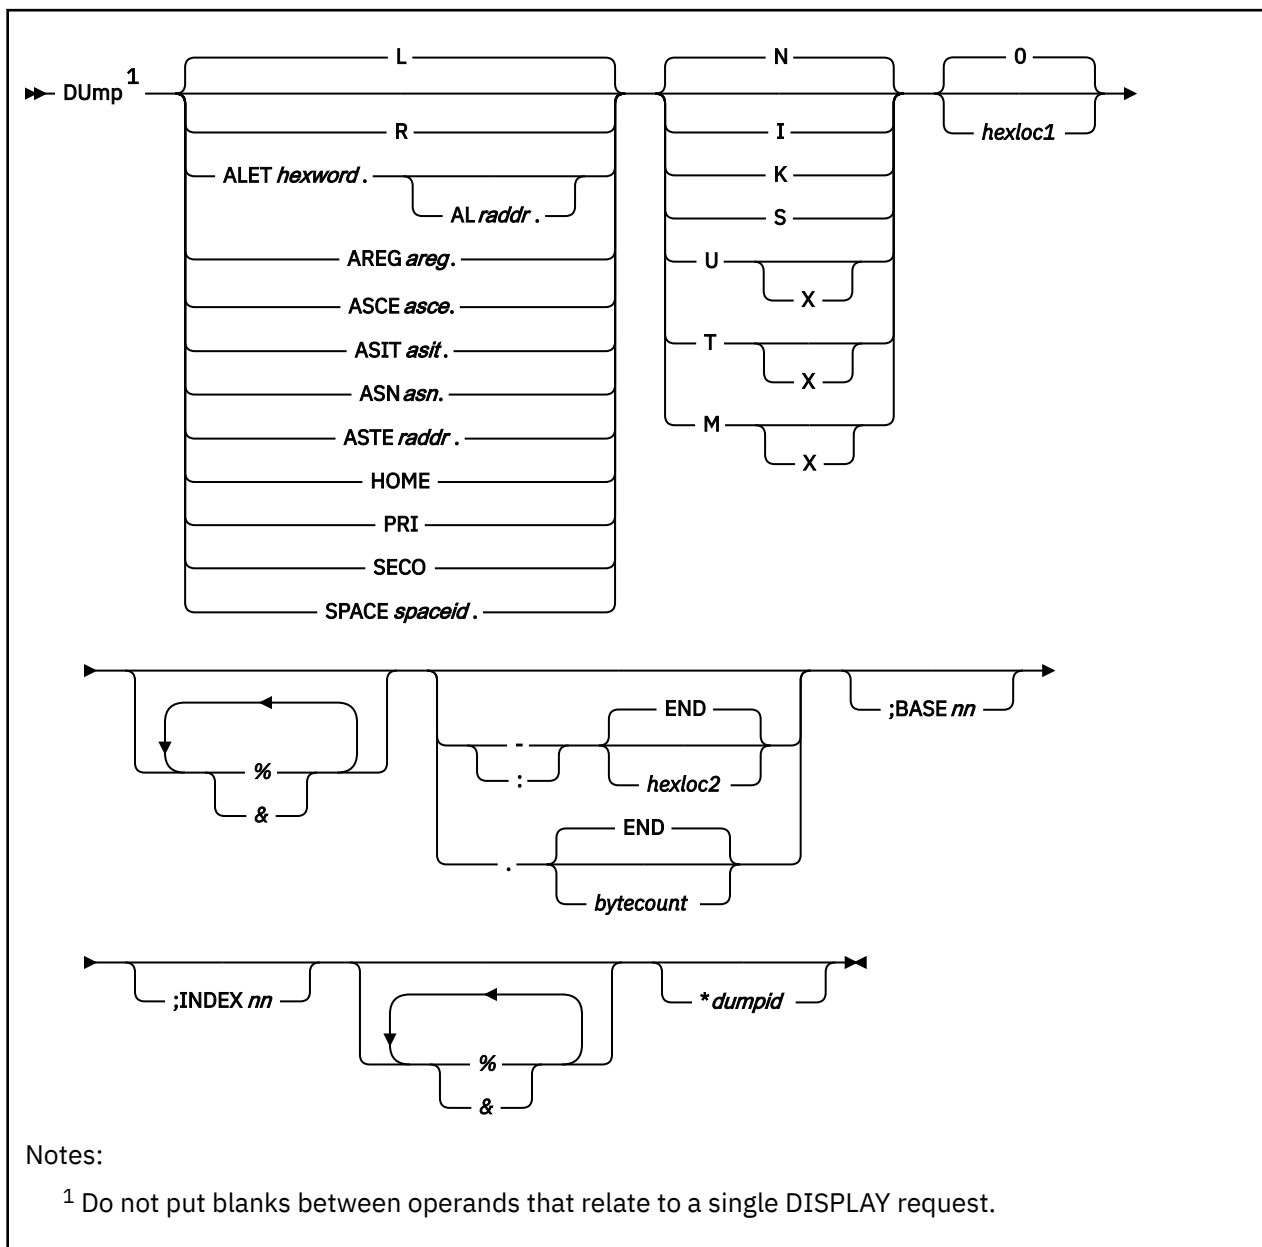 L N 0
DUmp 1
R I hexloc1
ALET hexword . K
AL raddr . S
AREG areg. U
ASCE asce. X
ASIT asit. T
ASN asn. X
ASTE raddr . M
X
HOME
PRI
SECO
SPACE spaceid .
END ;BASE nn
% - hexloc2
& :
END
.
bytecount
;INDEX nn * dumpid
%
&
Notes:
1 Do not put blanks between operands that relate to a single DISPLAY request.